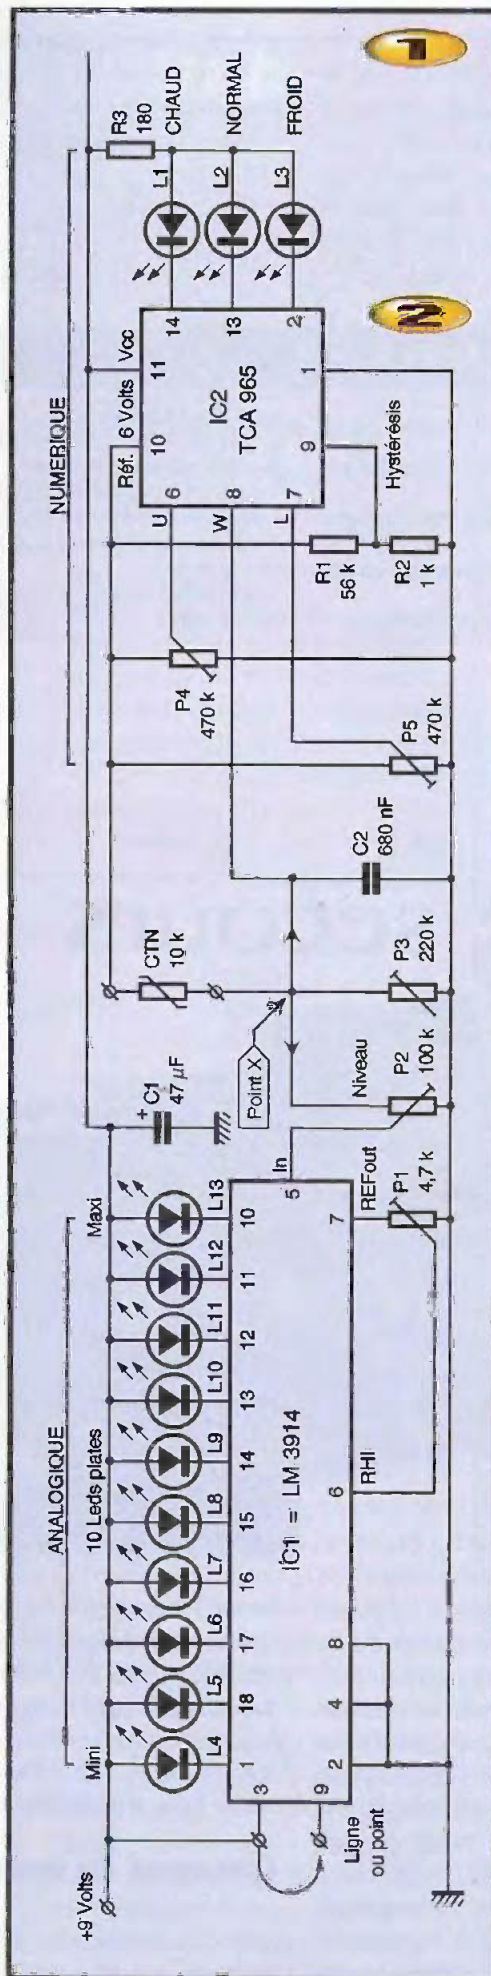 +9 Volts
ANALOGIQUE
10 Leds plates
Mini
Maxi
L4
L5
L6
L7
L8
L9
L10
L11
L12
L13
1
18
17
16
15
14
13
12
11
10
3
9
Ligne
ou point
IC1 = LM 3914
2
4
8
6
RHI
7
REFout
5
In
P1
4,7 k
P2
100 k
Niveau
P3
220 k
Point X
C1
+
47 µF
CTN
10 k
C2
680 nF
NUMERIQUE
P4
470 k
P5
470 k
R1
56 k
R2
1 k
Hystérésis
U
W
L
6
8
7
Réf. 6 Volts
10
Vcc
11
IC2
TCA 965
9
1
14
13
2
L1
L2
L3
R3
180
CHAUD
NORMAL
FROID
N
L